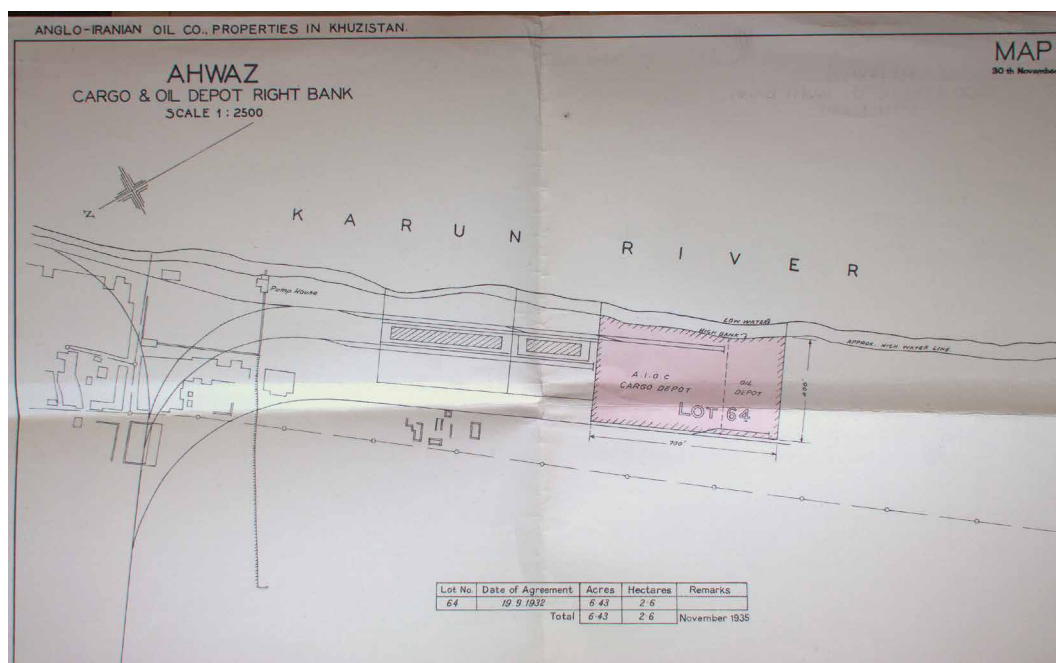 ANGLO-IRANIAN OIL CO., PROPERTIES IN KHUZISTAN.
MAP
30 th November
AHWAZ
CARGO & OIL DEPOT RIGHT BANK
SCALE 1 : 2500
N
KARUN RIVER
Pump House
LOW WATER
HIGH BANK
APPROX. HIGH WATER LINE
A.I.O.C
CARGO DEPOT
OIL
DEPOT
LOT 64
400'
700'
Lot No. Date of Agreement Acres Hectares Remarks
64 19 9 1932 6·43 2·6
Total 6·43 2·6 November 1935